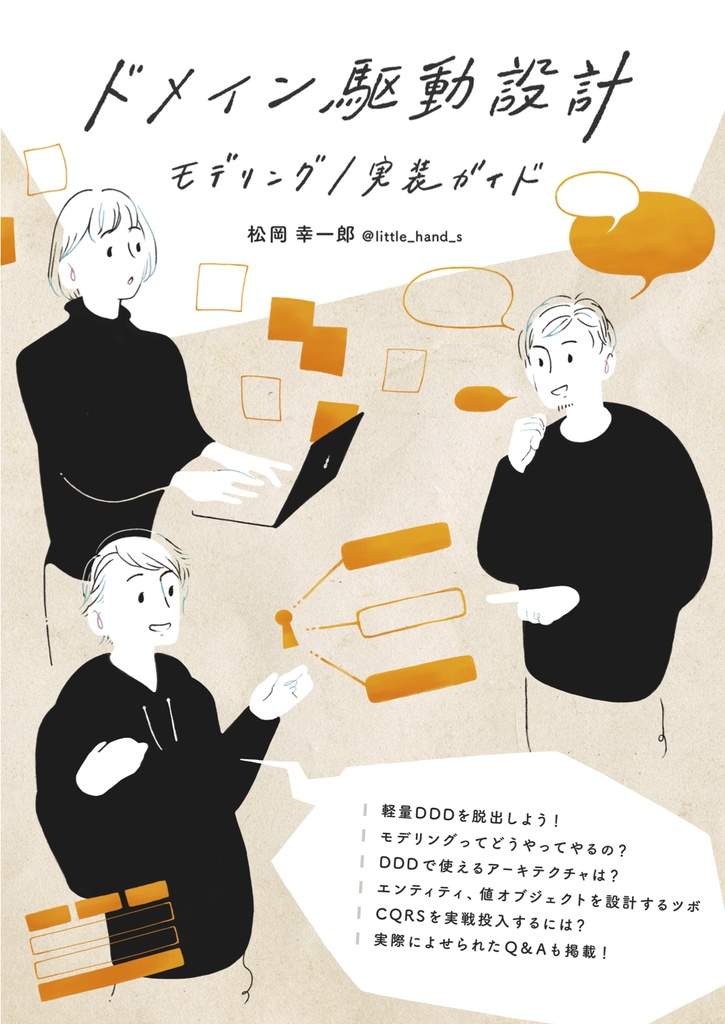 ドメイン駆動設計
モデリング/実装ガイド
松岡 幸一郎 @little_hand_s
軽量DDDを脱出しよう!
モデリングってどうやってやるの?
DDDで使えるアーキテクチャは?
エンティティ、値オブジェクトを設計するツボ
CQRSを実戦投入するには?
実際によせられたQ&Aも掲載!